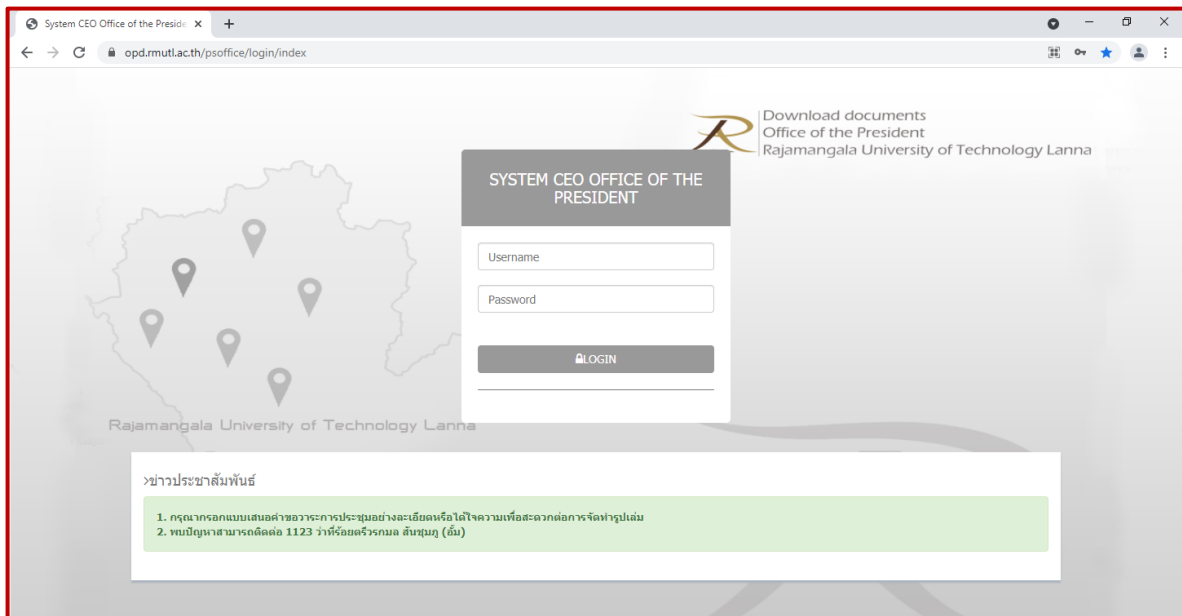 System CEO Office of the Preside
opd.rmutl.ac.th/psoffice/login/index
Download documents
Office of the President
Rajamangala University of Technology Lanna
SYSTEM CEO OFFICE OF THE
PRESIDENT
Username
Password
LOGIN
Rajamangala University of Technology Lanna
>ข่าวประชาสัมพันธ์
1. กรุณากรอกแบบเสนอคำขอวาระการประชุมอย่างละเอียดหรือได้ใจความเพื่อสะดวกต่อการจัดทำรูปเล่ม
2. พบปัญหาสามารถติดต่อ 1123 ว่าที่ร้อยตรีวรกมล สันชุมภู (อั้ม)